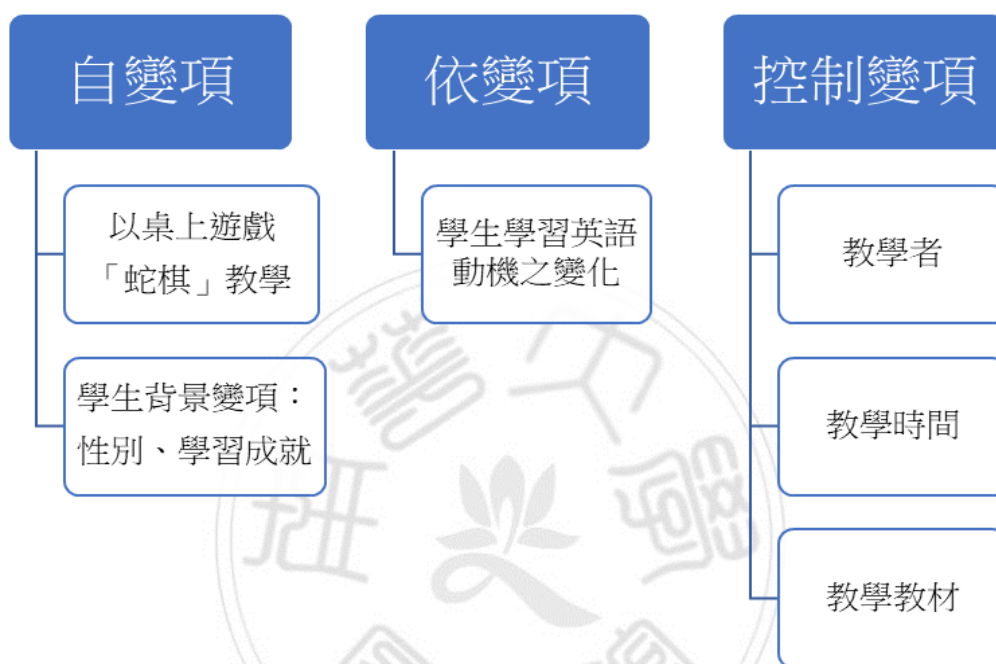 自變項
以桌上遊戲
「蛇棋」教學
學生背景變項：
性別、學習成就
依變項
學生學習英語
動機之變化
控制變項
教學者
教學時間
教學教材